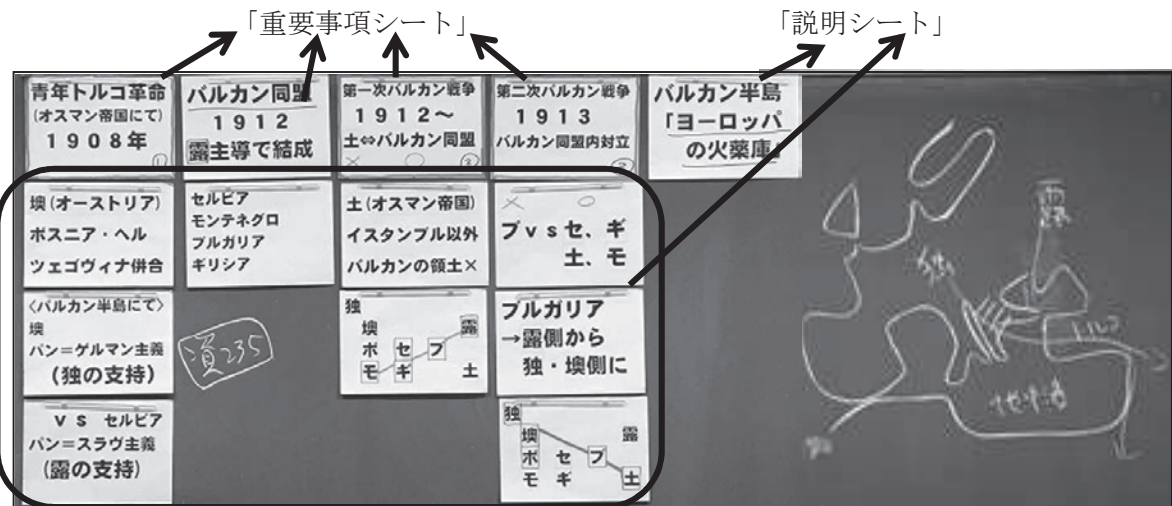 「重要事項シート」
「説明シート」
青年トルコ革命
(オスマン帝国にて)
1908年
①
バルカン同盟
1912
露主導で結成
第一次バルカン戦争
1912～
土⇔バルカン同盟
× ○ ③
第二次バルカン戦争
1913
バルカン同盟内対立
バルカン半島
「ヨーロッパ
の火薬庫」
墺(オーストリア)
ボスニア・ヘル
ツェゴヴィナ併合
セルビア
モンテネグロ
ブルガリア
ギリシア
土(オスマン帝国)
イスタンブル以外
バルカンの領土×
× ○
ブvsセ、ギ
土、モ
〈バルカン半島にて〉
墺
パン=ゲルマン主義
(独の支持)
資235
独
墺 露
ボ セ ブ
モ ギ 土
ブルガリア
→露側から
独・墺側に
VS セルビア
パン=スラヴ主義
(露の支持)
独
墺 露
ボ セ ブ
モ ギ 土
トルコ
地中海